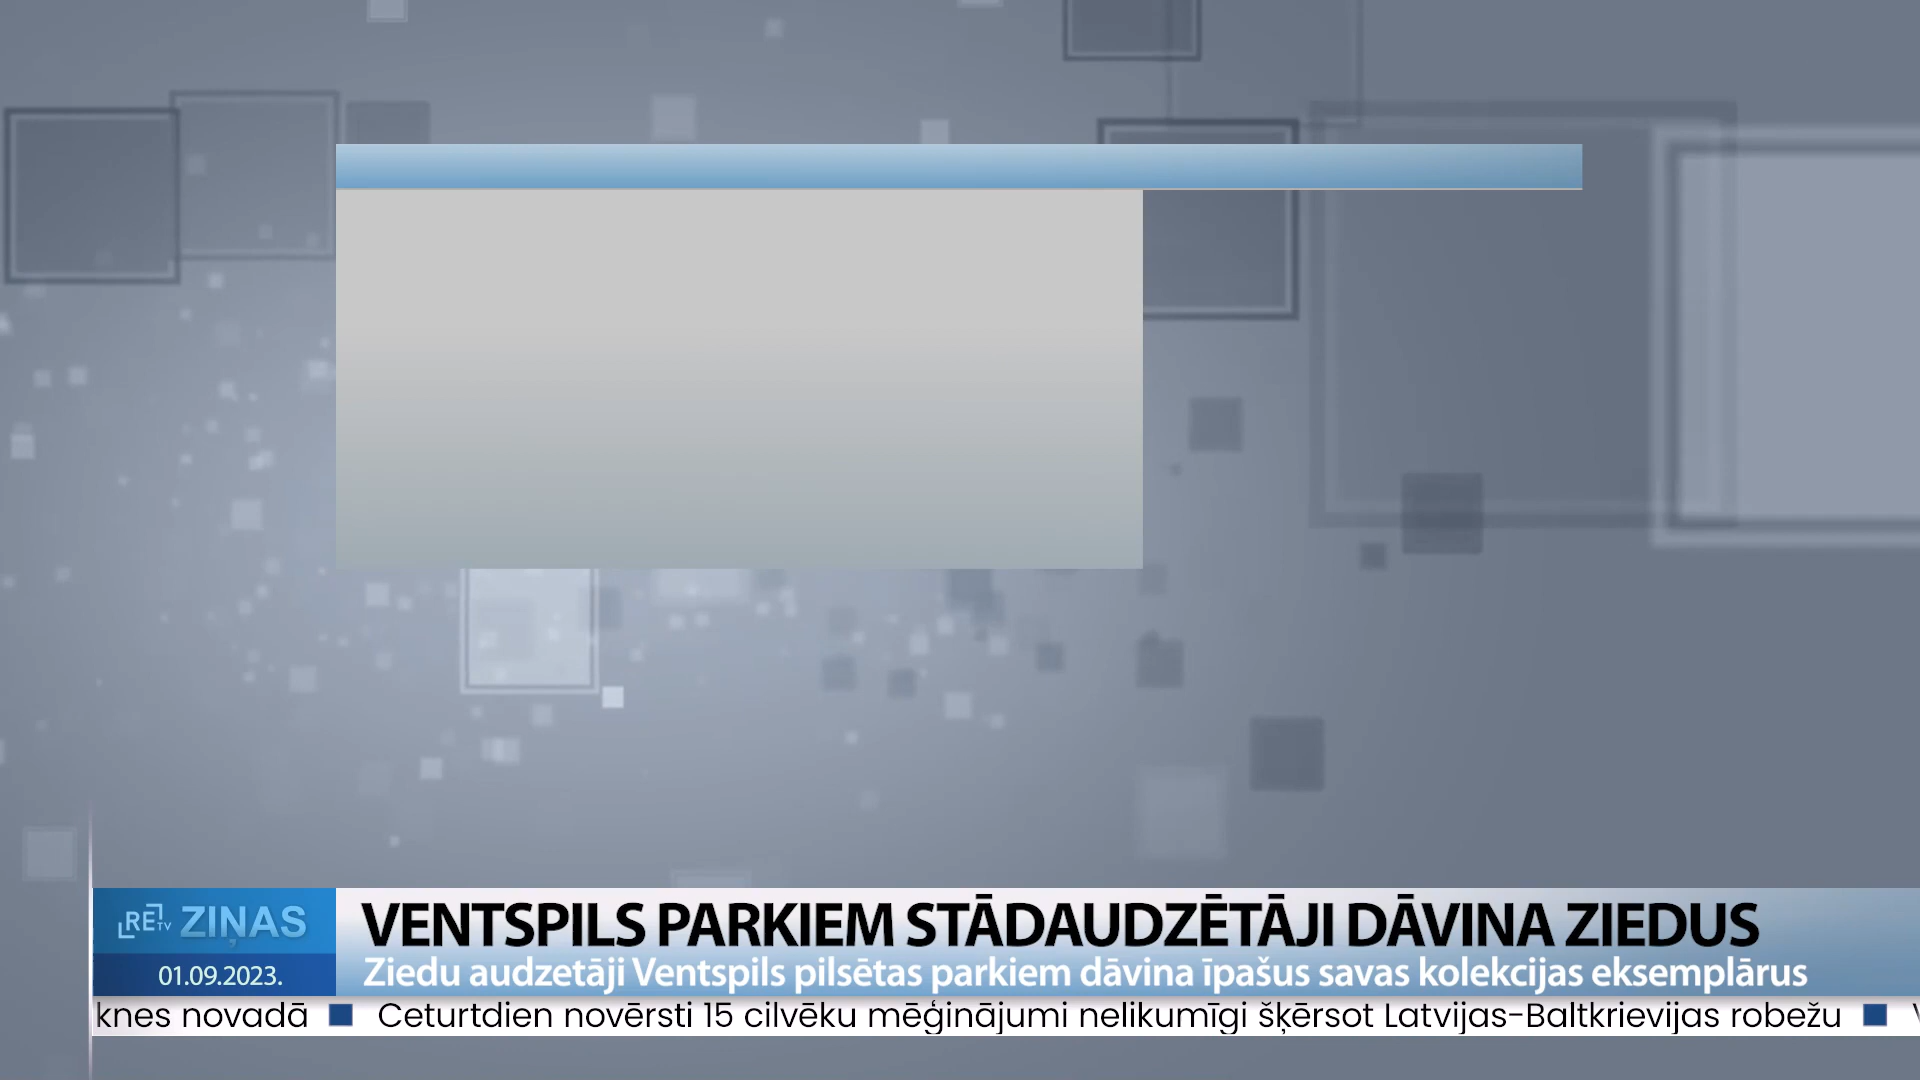 RE TV ZIŅAS
VENTSPILS PARKIEM STĀDAUDZĒTĀJI DĀVINA ZIEDUS
01.09.2023.
Ziedu audzetāji Ventspils pilsētas parkiem dāvina īpašus savas kolekcijas eksemplārus
knes novadā ■ Ceturtdien novērsti 15 cilvēku mēģinājumi nelikumīgi šķērsot Latvijas-Baltkrievijas robežu ■